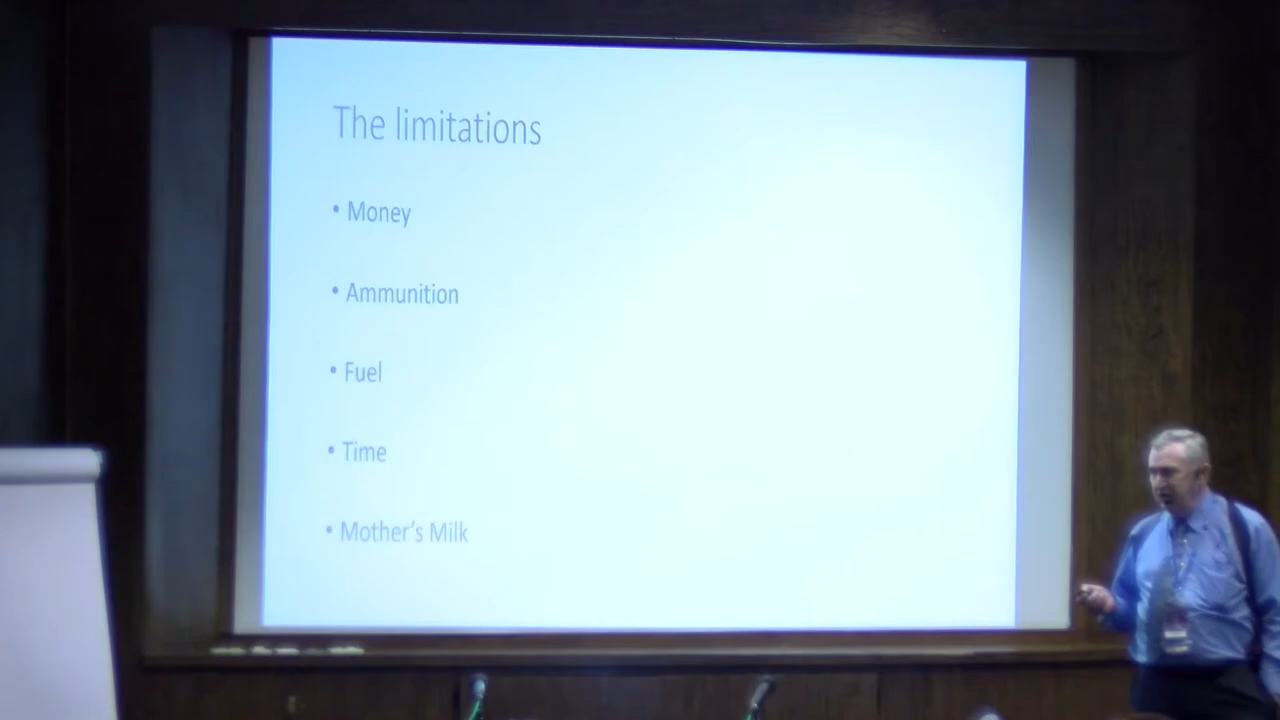 The limitations
• Money
• Ammunition
• Fuel
• Time
• Mother's Milk